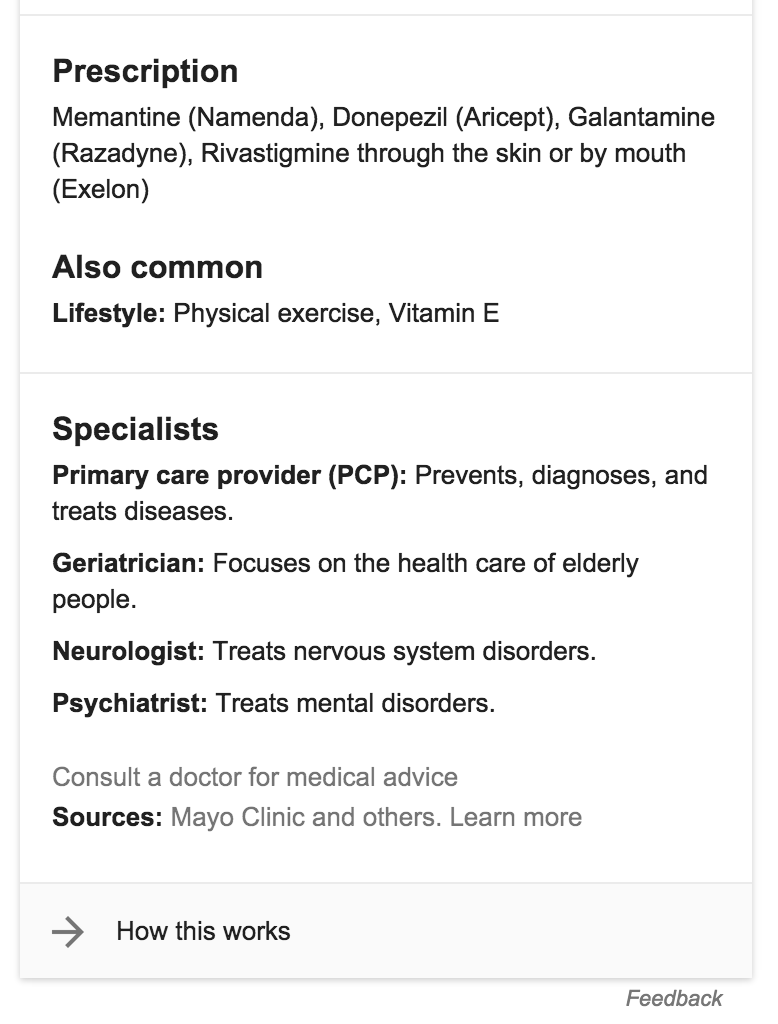 Prescription
Memantine (Namenda), Donepezil (Aricept), Galantamine
(Razadyne), Rivastigmine through the skin or by mouth
(Exelon)
Also common
Lifestyle: Physical exercise, Vitamin E
Specialists
Primary care provider (PCP): Prevents, diagnoses, and
treats diseases.
Geriatrician: Focuses on the health care of elderly
people.
Neurologist: Treats nervous system disorders.
Psychiatrist: Treats mental disorders.
Consult a doctor for medical advice
Sources: Mayo Clinic and others. Learn more
How this works
Feedback